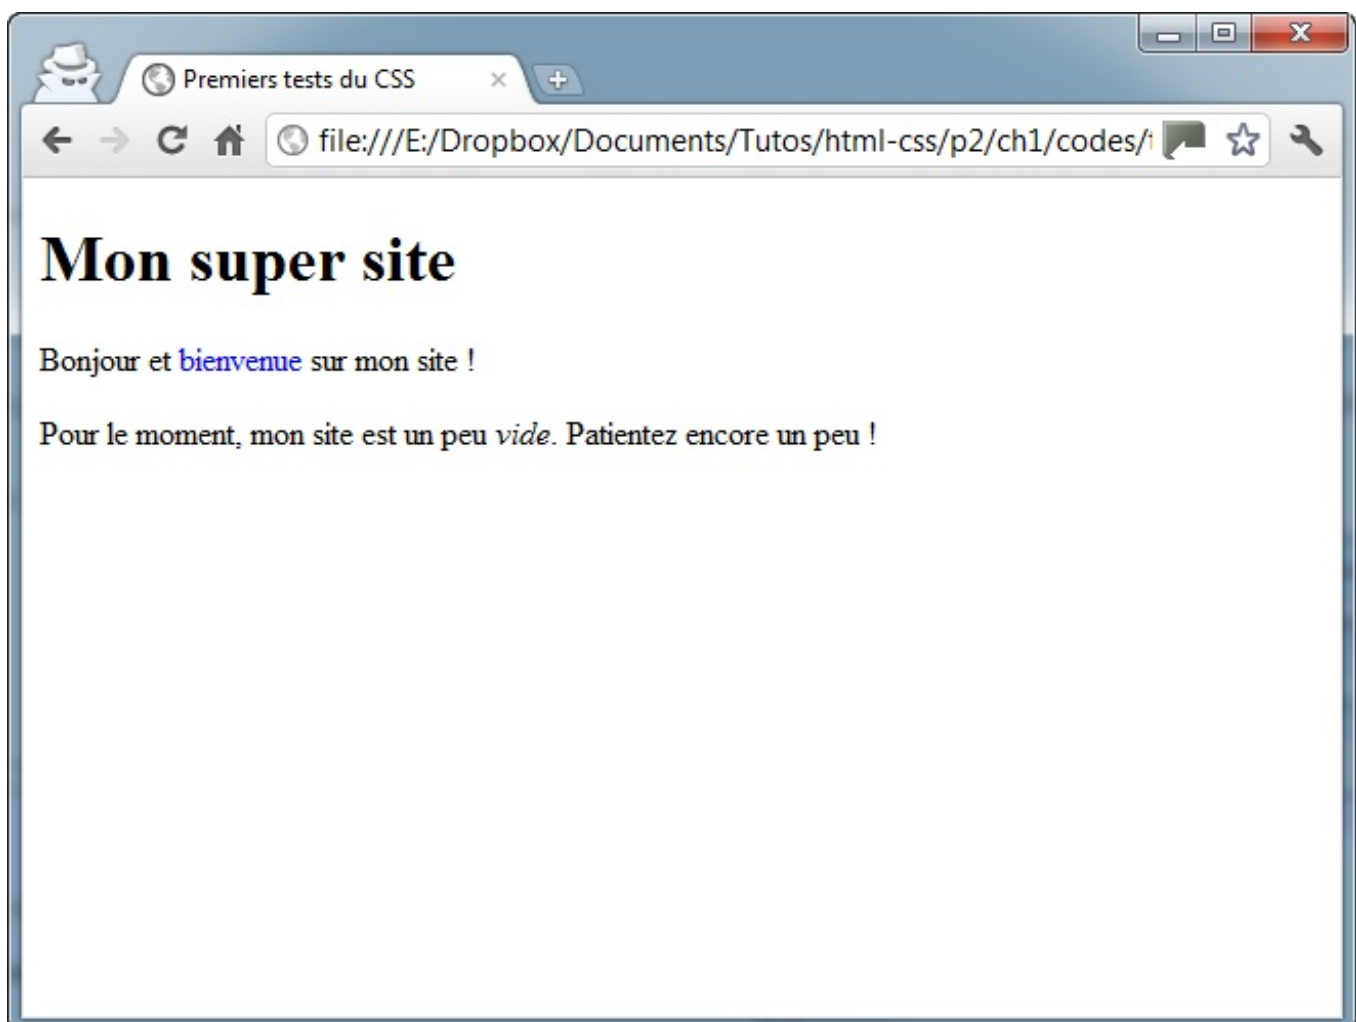 Premiers tests du CSS
file:///E:/Dropbox/Documents/Tutos/html-css/p2/ch1/codes/
Mon super site
Bonjour et bienvenue sur mon site !
Pour le moment, mon site est un peu vide. Patientez encore un peu !